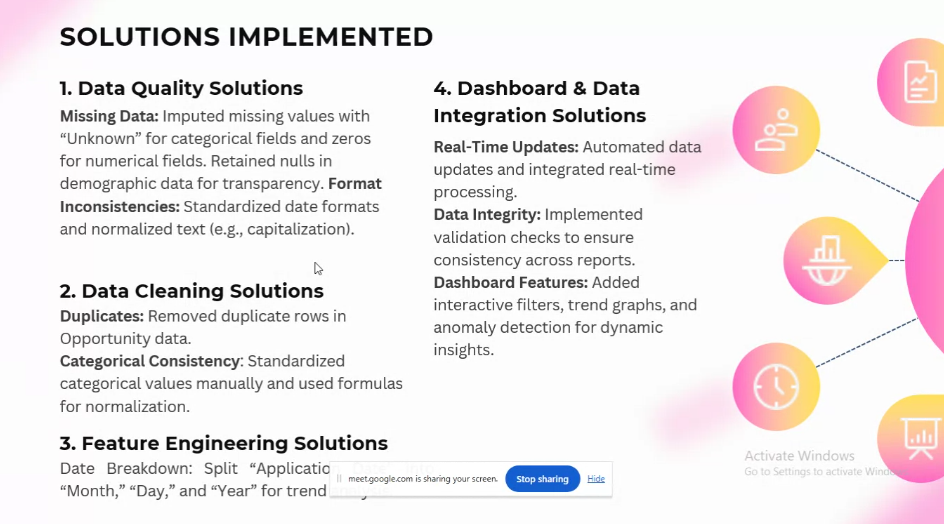 SOLUTIONS IMPLEMENTED
1. Data Quality Solutions
Missing Data: Imputed missing values with
“Unknown” for categorical fields and zeros
for numerical fields. Retained nulls in
demographic data for transparency. Format
Inconsistencies: Standardized date formats
and normalized text (e.g., capitalization).
2. Data Cleaning Solutions
Duplicates: Removed duplicate rows in
Opportunity data.
Categorical Consistency: Standardized
categorical values manually and used formulas
for normalization.
3. Feature Engineering Solutions
Date Breakdown: Split “Application Date” into
“Month,” “Day,” and “Year” for trend
4. Dashboard & Data
Integration Solutions
Real-Time Updates: Automated data
updates and integrated real-time
processing.
Data Integrity: Implemented
validation checks to ensure
consistency across reports.
Dashboard Features: Added
interactive filters, trend graphs, and
anomaly detection for dynamic
insights.
meet.google.com is sharing your screen.
Stop sharing
Hide
Activate Windows
Go to Settings to activate Windows.